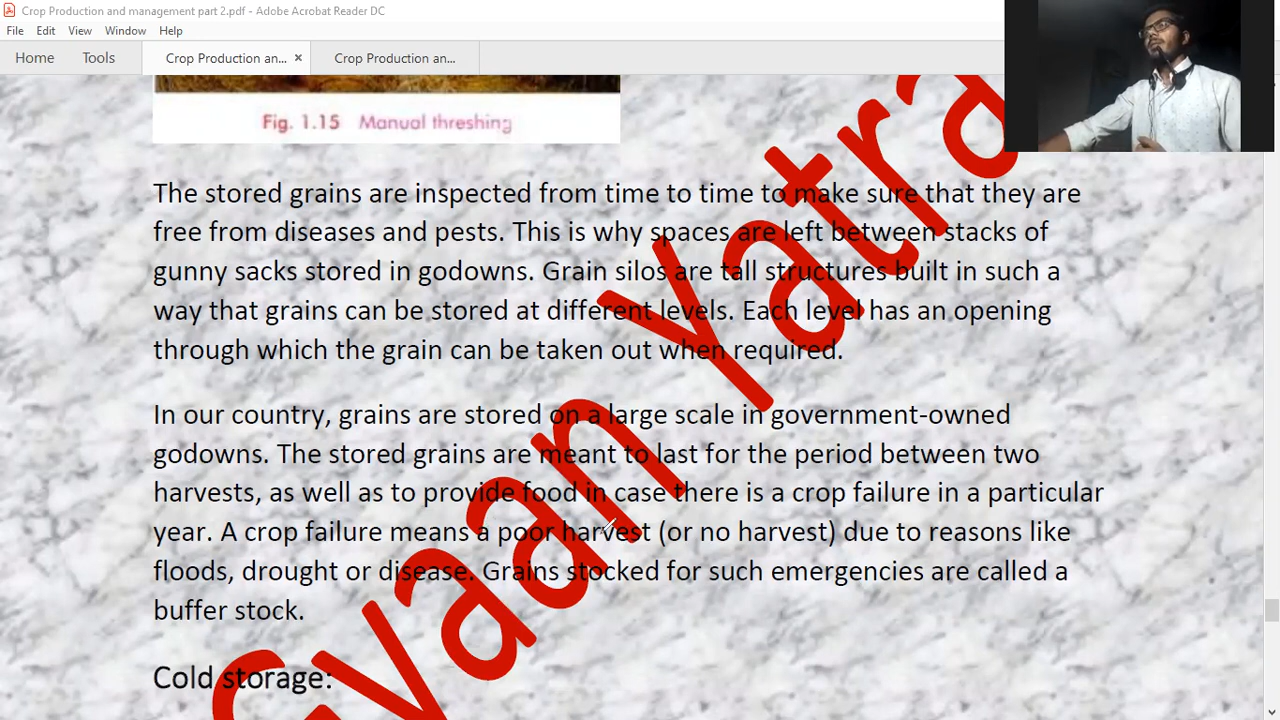 Crop Production and management part 2.pdf - Adobe Acrobat Reader DC
File Edit View Window Help
Home Tools Crop Production an... × Crop Production an...
Fig. 1.15 Manual threshing
The stored grains are inspected from time to time to make sure that they are
free from diseases and pests. This is why spaces are left between stacks of
gunny sacks stored in godowns. Grain silos are tall structures built in such a
way that grains can be stored at different levels. Each level has an opening
through which the grain can be taken out when required.
In our country, grains are stored on a large scale in government-owned
godowns. The stored grains are meant to last for the period between two
harvests, as well as to provide food in case there is a crop failure in a particular
year. A crop failure means a poor harvest (or no harvest) due to reasons like
floods, drought or disease. Grains stocked for such emergencies are called a
buffer stock.
Cold storage:
Gyaan Yatra